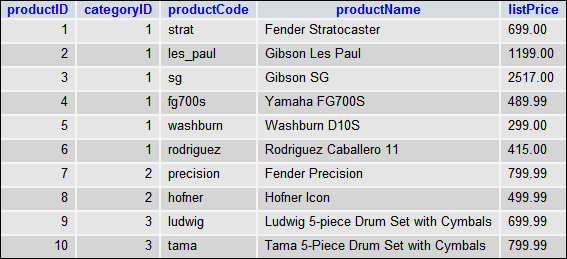 productID categoryID productCode productName listPrice
1 1 strat Fender Stratocaster 699.00
2 1 les_paul Gibson Les Paul 1199.00
3 1 sg Gibson SG 2517.00
4 1 fg700s Yamaha FG700S 489.99
5 1 washburn Washburn D10S 299.00
6 1 rodriguez Rodriguez Caballero 11 415.00
7 2 precision Fender Precision 799.99
8 2 hofner Hofner Icon 499.99
9 3 ludwig Ludwig 5-piece Drum Set with Cymbals 699.99
10 3 tama Tama 5-Piece Drum Set with Cymbals 799.99